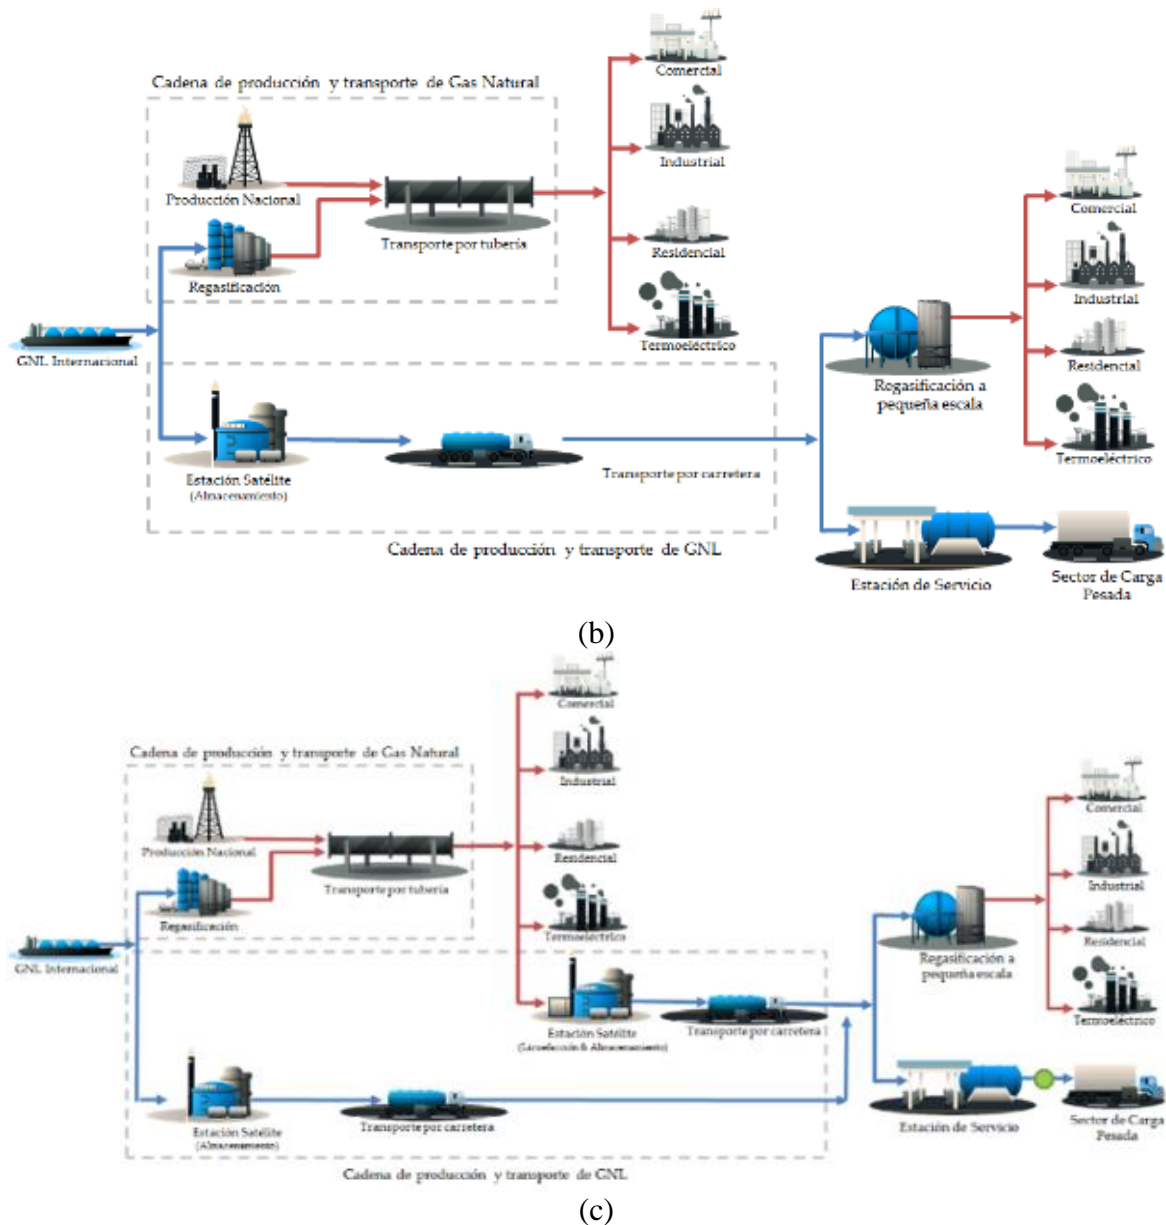 Cadena de producción y transporte de Gas Natural
Comercial
Industrial
Producción Nacional
Transporte por tubería
Regasificación
Residencial
Termoeléctrico
GNL Internacional
Comercial
Industrial
Residencial
Termoeléctrico
Regasificación a
pequeña escala
Estación Satélite
(Almacenamiento)
Transporte por carretera
Cadena de producción y transporte de GNL
Estación de Servicio
Sector de Carga
Pesada
(b)
Cadena de producción y transporte de Gas Natural
Comercial
Industrial
Producción Nacional
Transporte por tubería
Regasificación
Residencial
Termoeléctrico
GNL Internacional
Comercial
Industrial
Residencial
Termoeléctrico
Regasificación a
pequeña escala
Estación Satélite
(Licuefacción & Almacenamiento)
Transporte por carretera
Estación Satélite
(Almacenamiento)
Transporte por carretera
Cadena de producción y transporte de GNL
Estación de Servicio
Sector de Carga
Pesada
(c)